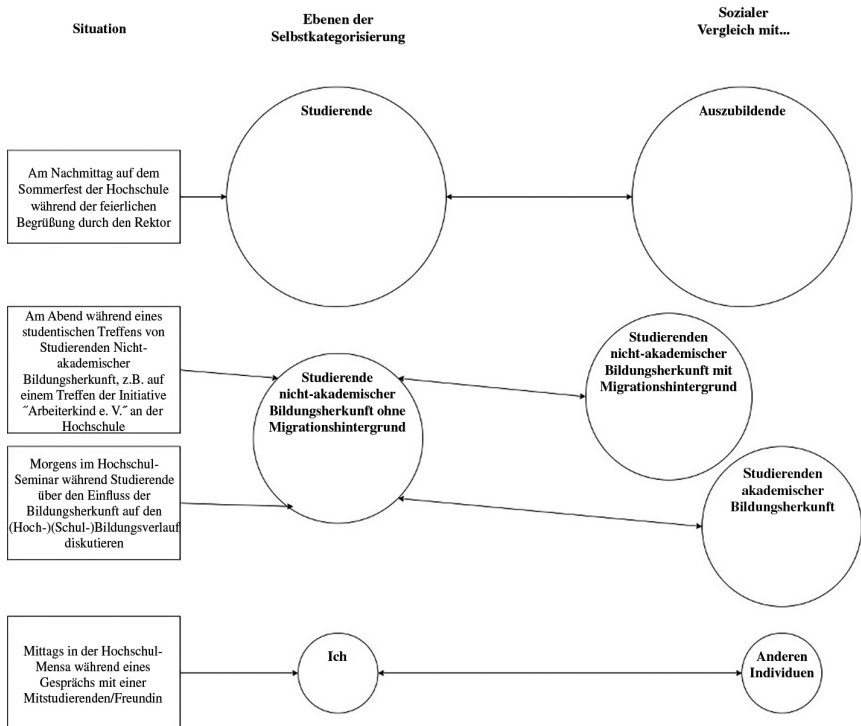 Situation
Ebenen der
Selbstkategorisierung
Sozialer
Vergleich mit...
Am Nachmittag auf dem
Sommerfest der Hochschule
während der feierlichen
Begrüßung durch den Rektor
Studierende
Auszubildende
Am Abend während eines
studentischen Treffens von
Studierenden Nicht-
akademischer
Bildungsherkunft, z.B. auf
einem Treffen der Initiative
˝Arbeiterkind e. V.˝ an der
Hochschule
Studierende
nicht-akademischer
Bildungsherkunft ohne
Migrationshintergrund
Studierenden
nicht-akademischer
Bildungsherkunft mit
Migrationshintergrund
Morgens im Hochschul-
Seminar während Studierende
über den Einfluss der
Bildungsherkunft auf den
(Hoch-)(Schul-)Bildungsverlauf
diskutieren
Studierenden
akademischer
Bildungsherkunft
Mittags in der Hochschul-
Mensa während eines
Gesprächs mit einer
Mitstudierenden/Freundin
Ich
Anderen
Individuen